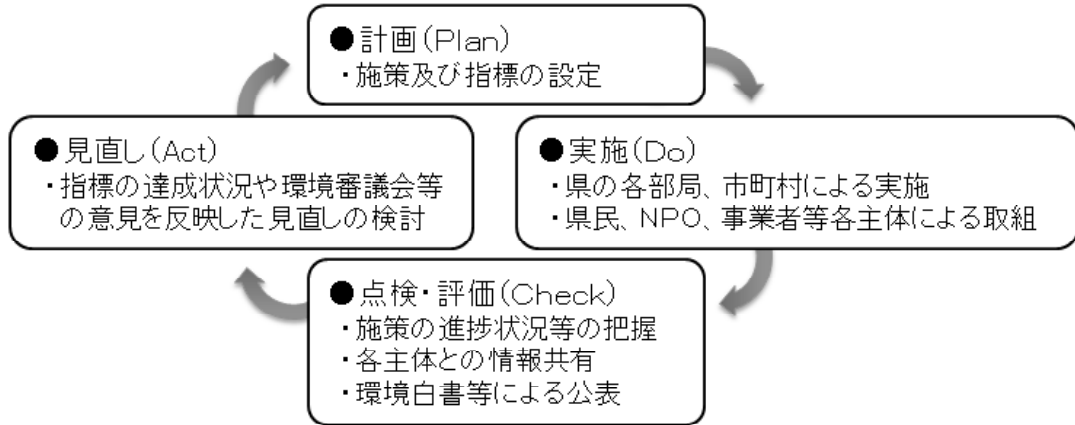 ●計画(Plan)
・施策及び指標の設定
●見直し(Act)
・指標の達成状況や環境審議会等
の意見を反映した見直しの検討
●実施(Do)
・県の各部局、市町村による実施
・県民、NPO、事業者等各主体による取組
●点検・評価(Check)
・施策の進捗状況等の把握
・各主体との情報共有
・環境白書等による公表